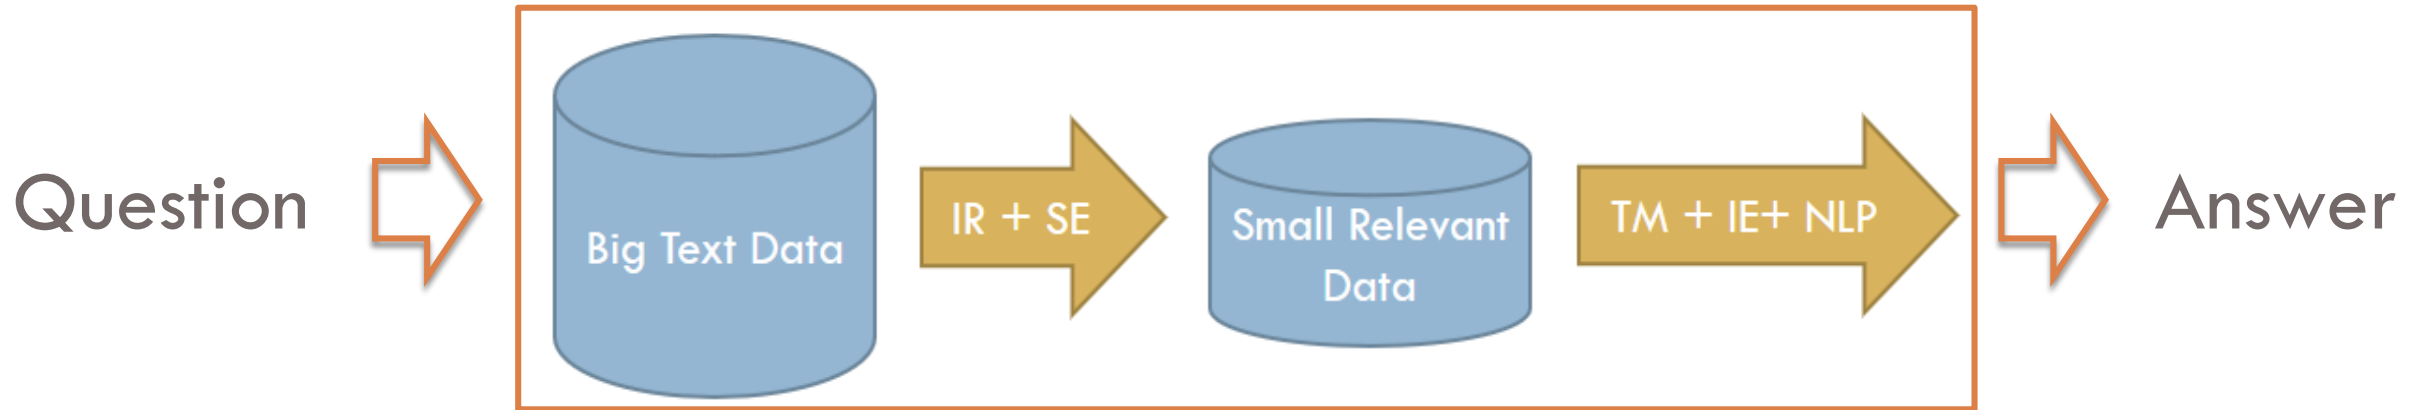 Question
Big Text Data
IR + SE
Small Relevant
Data
TM + IE+ NLP
Answer